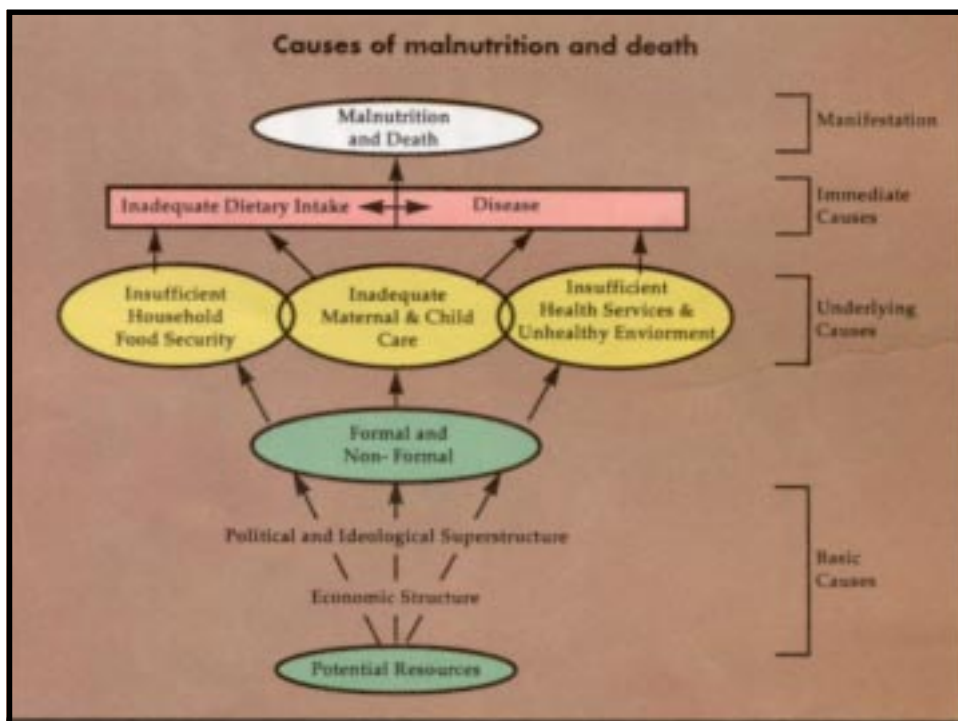 Causes of malnutrition and death
Malnutrition
and Death
Manifestation
Inadequate Dietary Intake
Disease
Immediate
Causes
Insufficient
Household
Food Security
Inadequate
Maternal & Child
Care
Insufficient
Health Services &
Unhealthy Enviorment
Underlying
Causes
Formal and
Non- Formal
Political and Ideological Superstructure
Economic Structure
Basic
Causes
Potential Resources